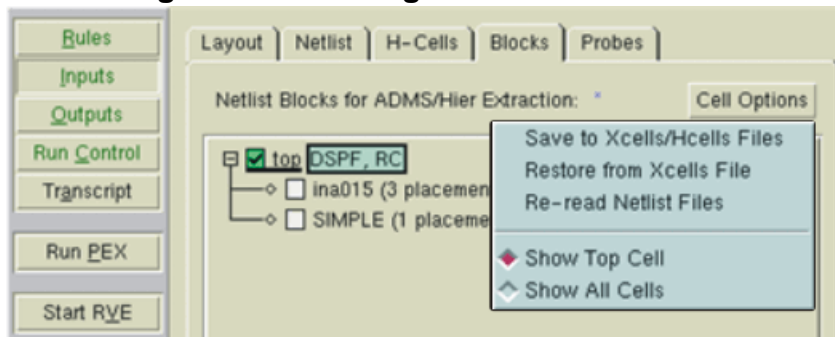 Rules
Inputs
Outputs
Run Control
Transcript
Run PEX
Start RVE
Layout Netlist H-Cells Blocks Probes
Netlist Blocks for ADMS/Hier Extraction: * Cell Options
top DSPF, RC
ina015 (3 placemen
SIMPLE (1 placeme
Save to Xcells/Hcells Files
Restore from Xcells File
Re-read Netlist Files
Show Top Cell
Show All Cells